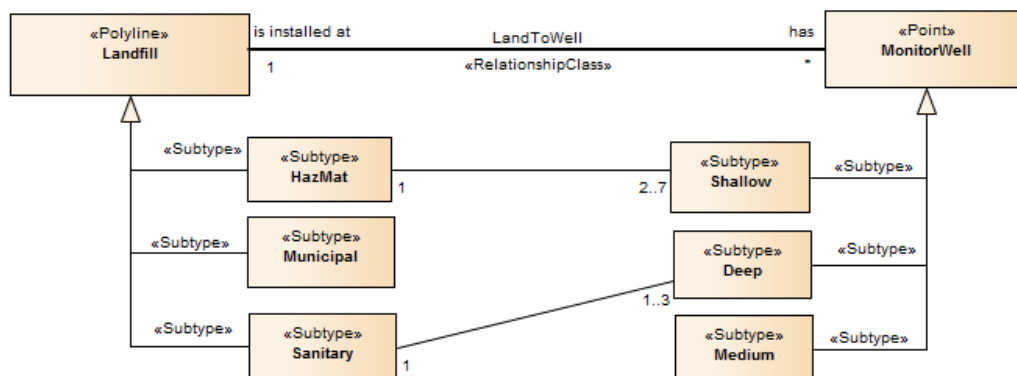 «Polyline»
Landfill
is installed at
LandToWell
has
1
«RelationshipClass»
*
«Point»
MonitorWell
«Subtype»
«Subtype»
HazMat
1
2..7
«Subtype»
Shallow
«Subtype»
«Subtype»
«Subtype»
Municipal
«Subtype»
Deep
1..3
«Subtype»
«Subtype»
«Subtype»
Sanitary
1
«Subtype»
Medium
«Subtype»